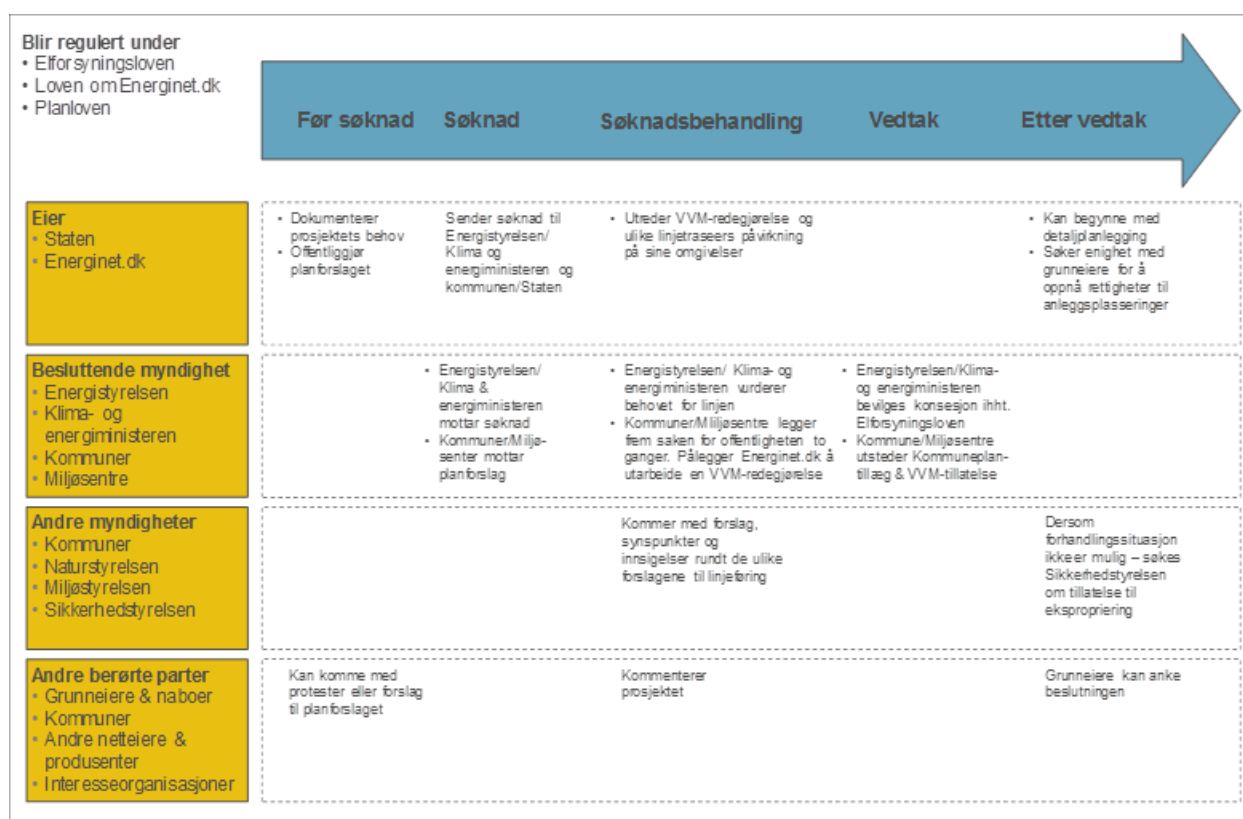 Blir regulert under
• Elforsyningsloven
• Loven om Energinet.dk
• Planloven
Før søknad
Søknad
Søknadsbehandling
Vedtak
Etter vedtak
Eier
• Staten
• Energinet.dk
• Dokumenterer
prosjektets behov
• Offentliggjør
planforslaget
Sender søknad til
Energistyrelsen/
Klima og
energiministeren og
kommunen/Staten
• Utreder VVM-redegjørelse og
ulike linjetraseers påvirkning
på sine omgivelser
• Kan begynne med
detaljplanlegging
• Søker enighet med
grunneiere for å
oppnå rettigheter til
anleggsplasseringer
Besluttende myndighet
• Energistyrelsen
• Klima- og
energiministeren
• Kommuner
• Miljøsentre
• Energistyrelsen/
Klima &
energiministeren
mottar søknad
• Kommuner/Miljø-
senter mottar
planforslag
• Energistyrelsen/ Klima- og
energiministeren vurderer
behovet for linjen
• Kommuner/Miljøsentre legger
frem saken for offentligheten to
ganger. Pålegger Energinet.dk å
utarbeide en VVM-redegjørelse
• Energistyrelsen/Klima-
og energiministeren
bevilges konsesjon ihht.
Elforsyningsloven
• Kommune/Miljøsentre
utsteder Kommuneplan-
tillæg & VVM-tillatelse
Andre myndigheter
• Kommuner
• Naturstyrelsen
• Miljøstyrelsen
• Sikkerhedstyrelsen
Kommer med forslag,
synspunkter og
innsigelser rundt de ulike
forslagene til linjeføring
Dersom
forhandlingssituasjon
ikke er mulig – søkes
Sikkerhedstyrelsen
om tillatelse til
ekspropriering
Andre berørte parter
• Grunneiere & naboer
• Kommuner
• Andre netteiere &
produsenter
• Interesseorganisasjoner
Kan komme med
protester eller forslag
til planforslaget
Kommenterer
prosjektet
Grunneiere kan anke
beslutningen